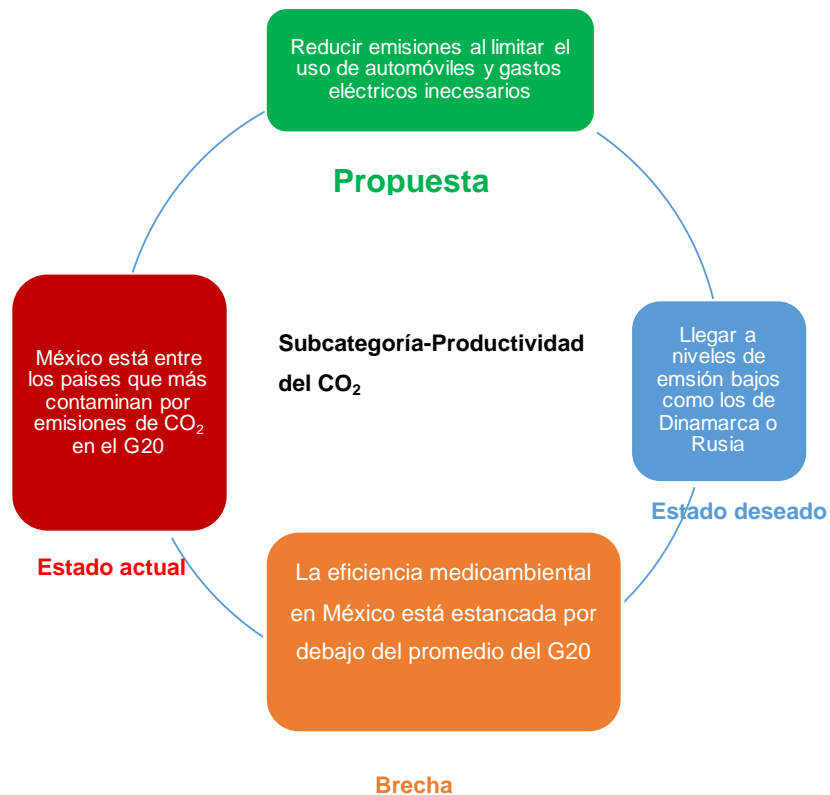 Reducir emisiones al limitar el
uso de automóviles y gastos
eléctricos inecesarios
Propuesta
México está entre
los paises que más
contaminan por
emisiones de CO₂
en el G20
Estado actual
Subcategoría-Productividad
del CO₂
Llegar a
niveles de
emsión bajos
como los de
Dinamarca o
Rusia
Estado deseado
La eficiencia medioambiental
en México está estancada por
debajo del promedio del G20
Brecha